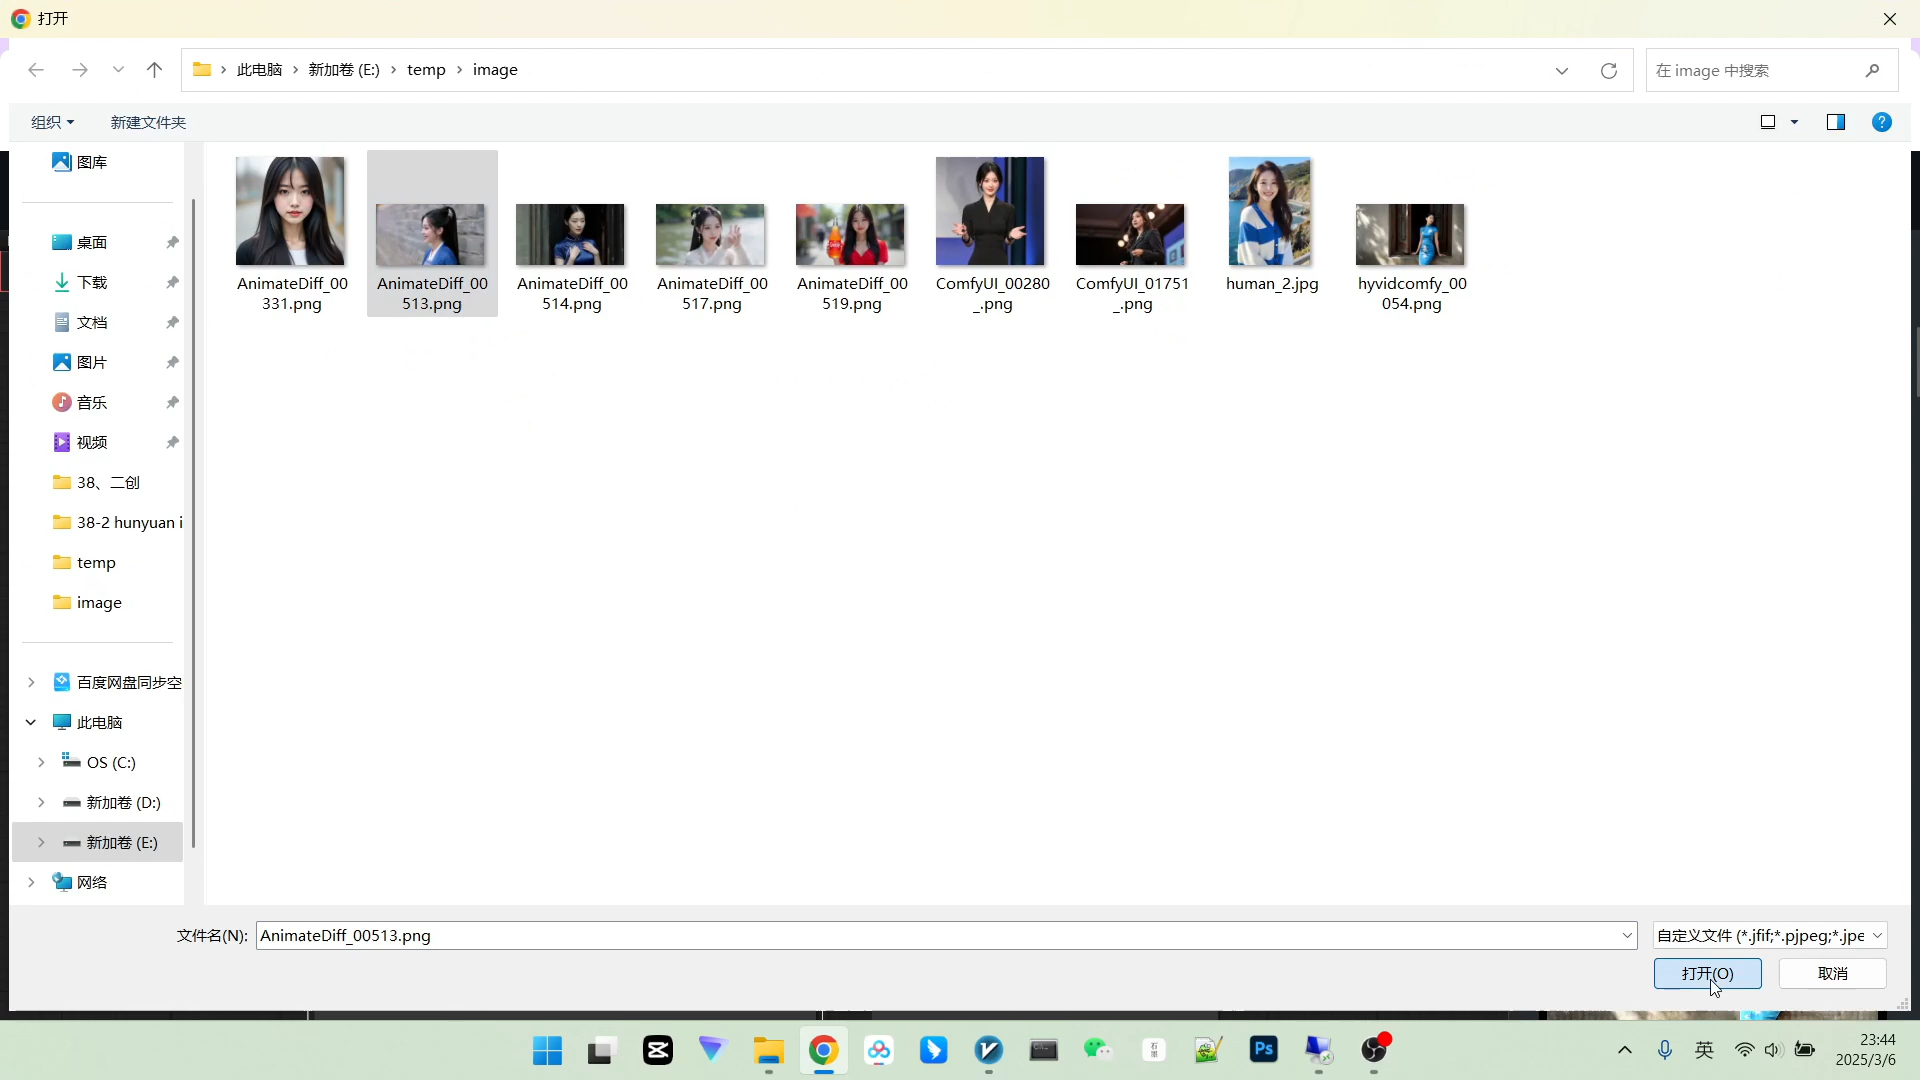 打开
此电脑 新加卷 (E:) temp image
在 image 中搜索
组织 新建文件夹
图库
桌面
下载
文档
图片
音乐
视频
38、二创
38-2 hunyuan i
temp
image
百度网盘同步空
此电脑
OS (C:)
新加卷 (D:)
新加卷 (E:)
网络
AnimateDiff_00
331.png
AnimateDiff_00
513.png
AnimateDiff_00
514.png
AnimateDiff_00
517.png
AnimateDiff_00
519.png
ComfyUI_00280
_.png
ComfyUI_01751
_.png
human_2.jpg
hyvidcomfy_00
054.png
文件名(N): AnimateDiff_00513.png
自定义文件 (*.jfif;*.pjpeg;*.jpe
打开(O) 取消
Ps
英
23:44
2025/3/6